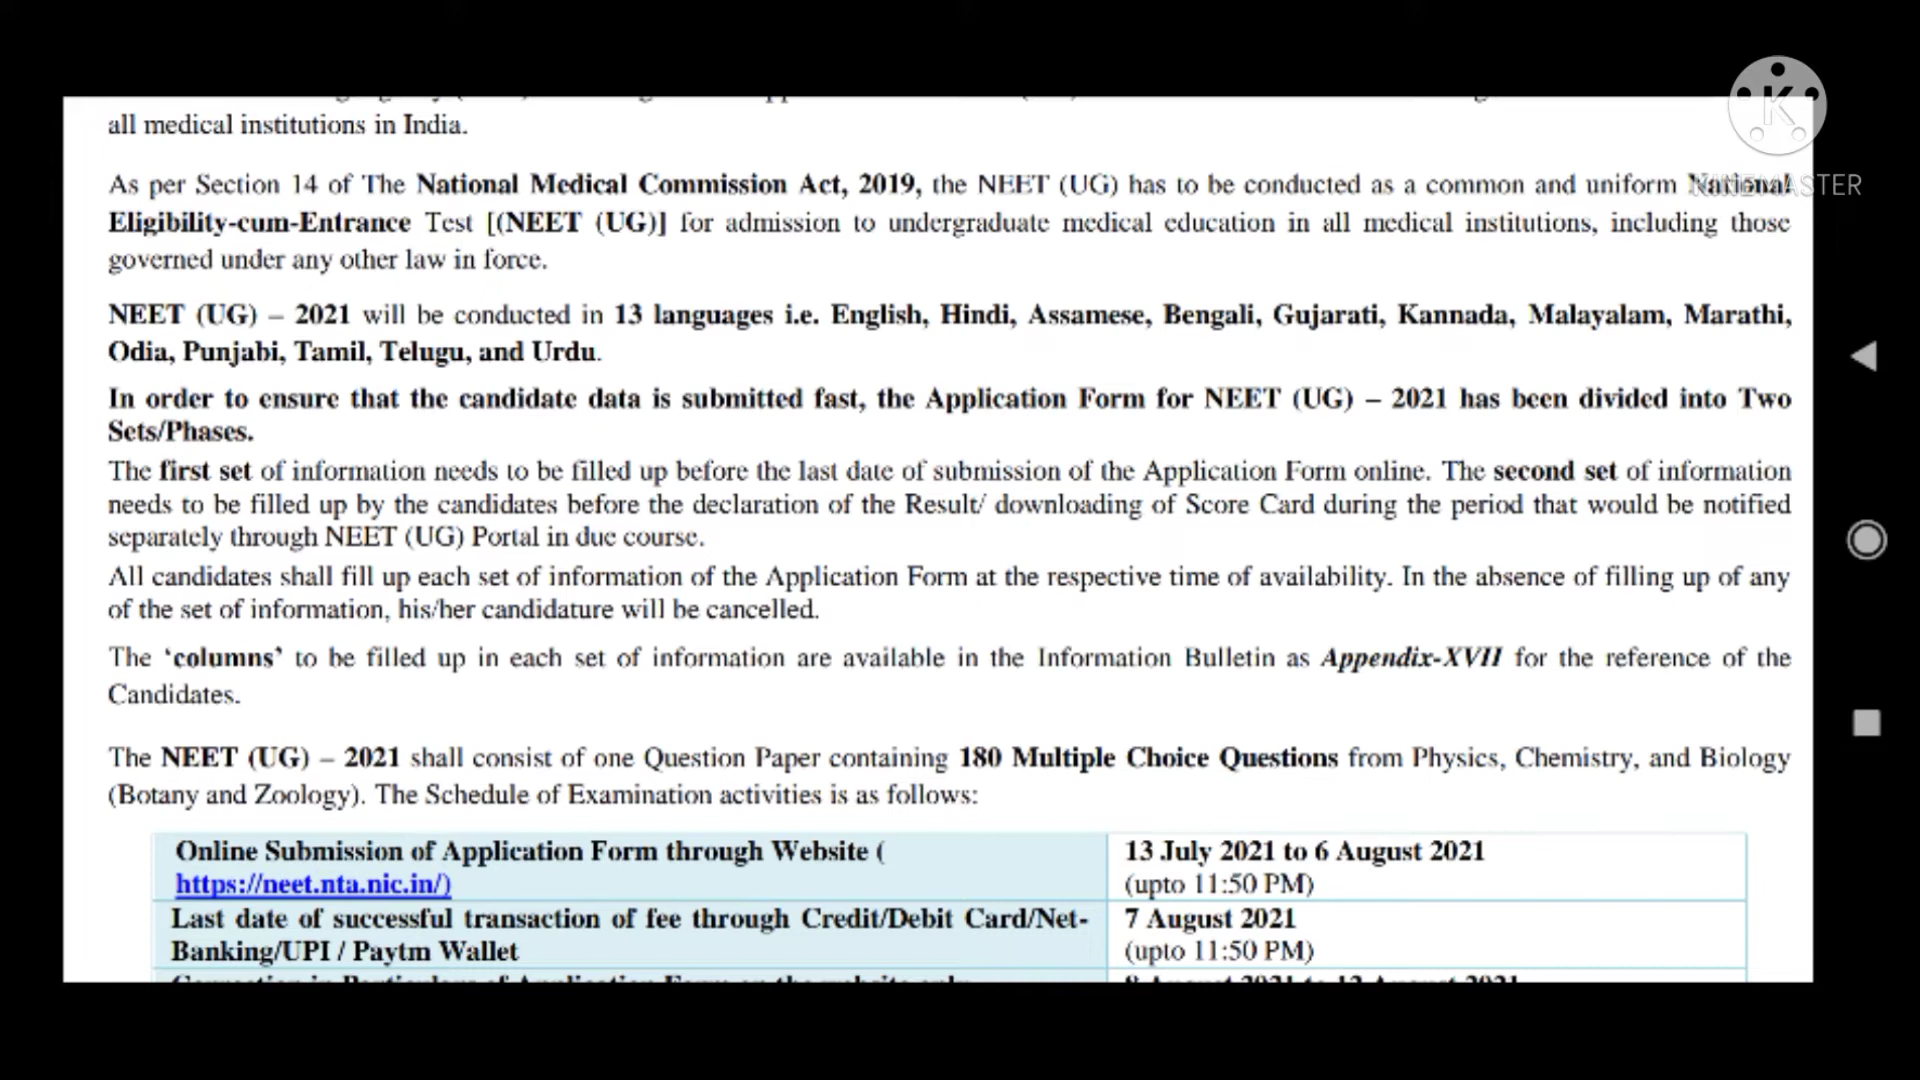 all medical institutions in India.
As per Section 14 of The National Medical Commission Act, 2019, the NEET (UG) has to be conducted as a common and uniform National
Eligibility-cum-Entrance Test [(NEET (UG)] for admission to undergraduate medical education in all medical institutions, including those
governed under any other law in force.
NEET (UG) – 2021 will be conducted in 13 languages i.e. English, Hindi, Assamese, Bengali, Gujarati, Kannada, Malayalam, Marathi,
Odia, Punjabi, Tamil, Telugu, and Urdu.
In order to ensure that the candidate data is submitted fast, the Application Form for NEET (UG) – 2021 has been divided into Two
Sets/Phases.
The first set of information needs to be filled up before the last date of submission of the Application Form online. The second set of information
needs to be filled up by the candidates before the declaration of the Result/ downloading of Score Card during the period that would be notified
separately through NEET (UG) Portal in due course.
All candidates shall fill up each set of information of the Application Form at the respective time of availability. In the absence of filling up of any
of the set of information, his/her candidature will be cancelled.
The ‘columns’ to be filled up in each set of information are available in the Information Bulletin as Appendix-XVII for the reference of the
Candidates.
The NEET (UG) – 2021 shall consist of one Question Paper containing 180 Multiple Choice Questions from Physics, Chemistry, and Biology
(Botany and Zoology). The Schedule of Examination activities is as follows:
Online Submission of Application Form through Website (
https://neet.nta.nic.in/)
13 July 2021 to 6 August 2021
(upto 11:50 PM)
Last date of successful transaction of fee through Credit/Debit Card/Net-
Banking/UPI / Paytm Wallet
7 August 2021
(upto 11:50 PM)
K
KINEMASTER